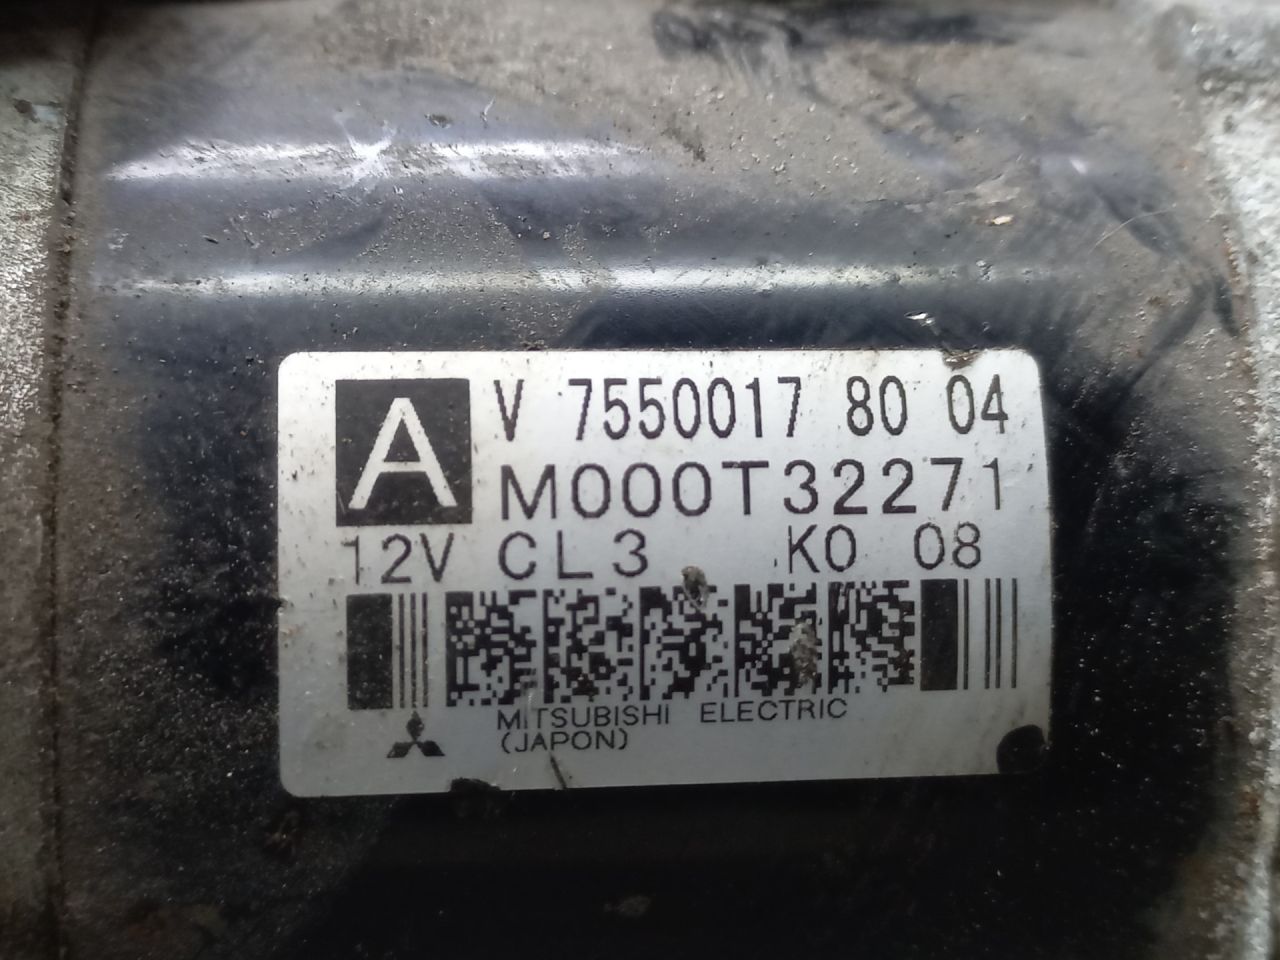 A V 7550017 80 04
M000T32271
12V CL3 K0 08
MITSUBISHI ELECTRIC
(JAPON)